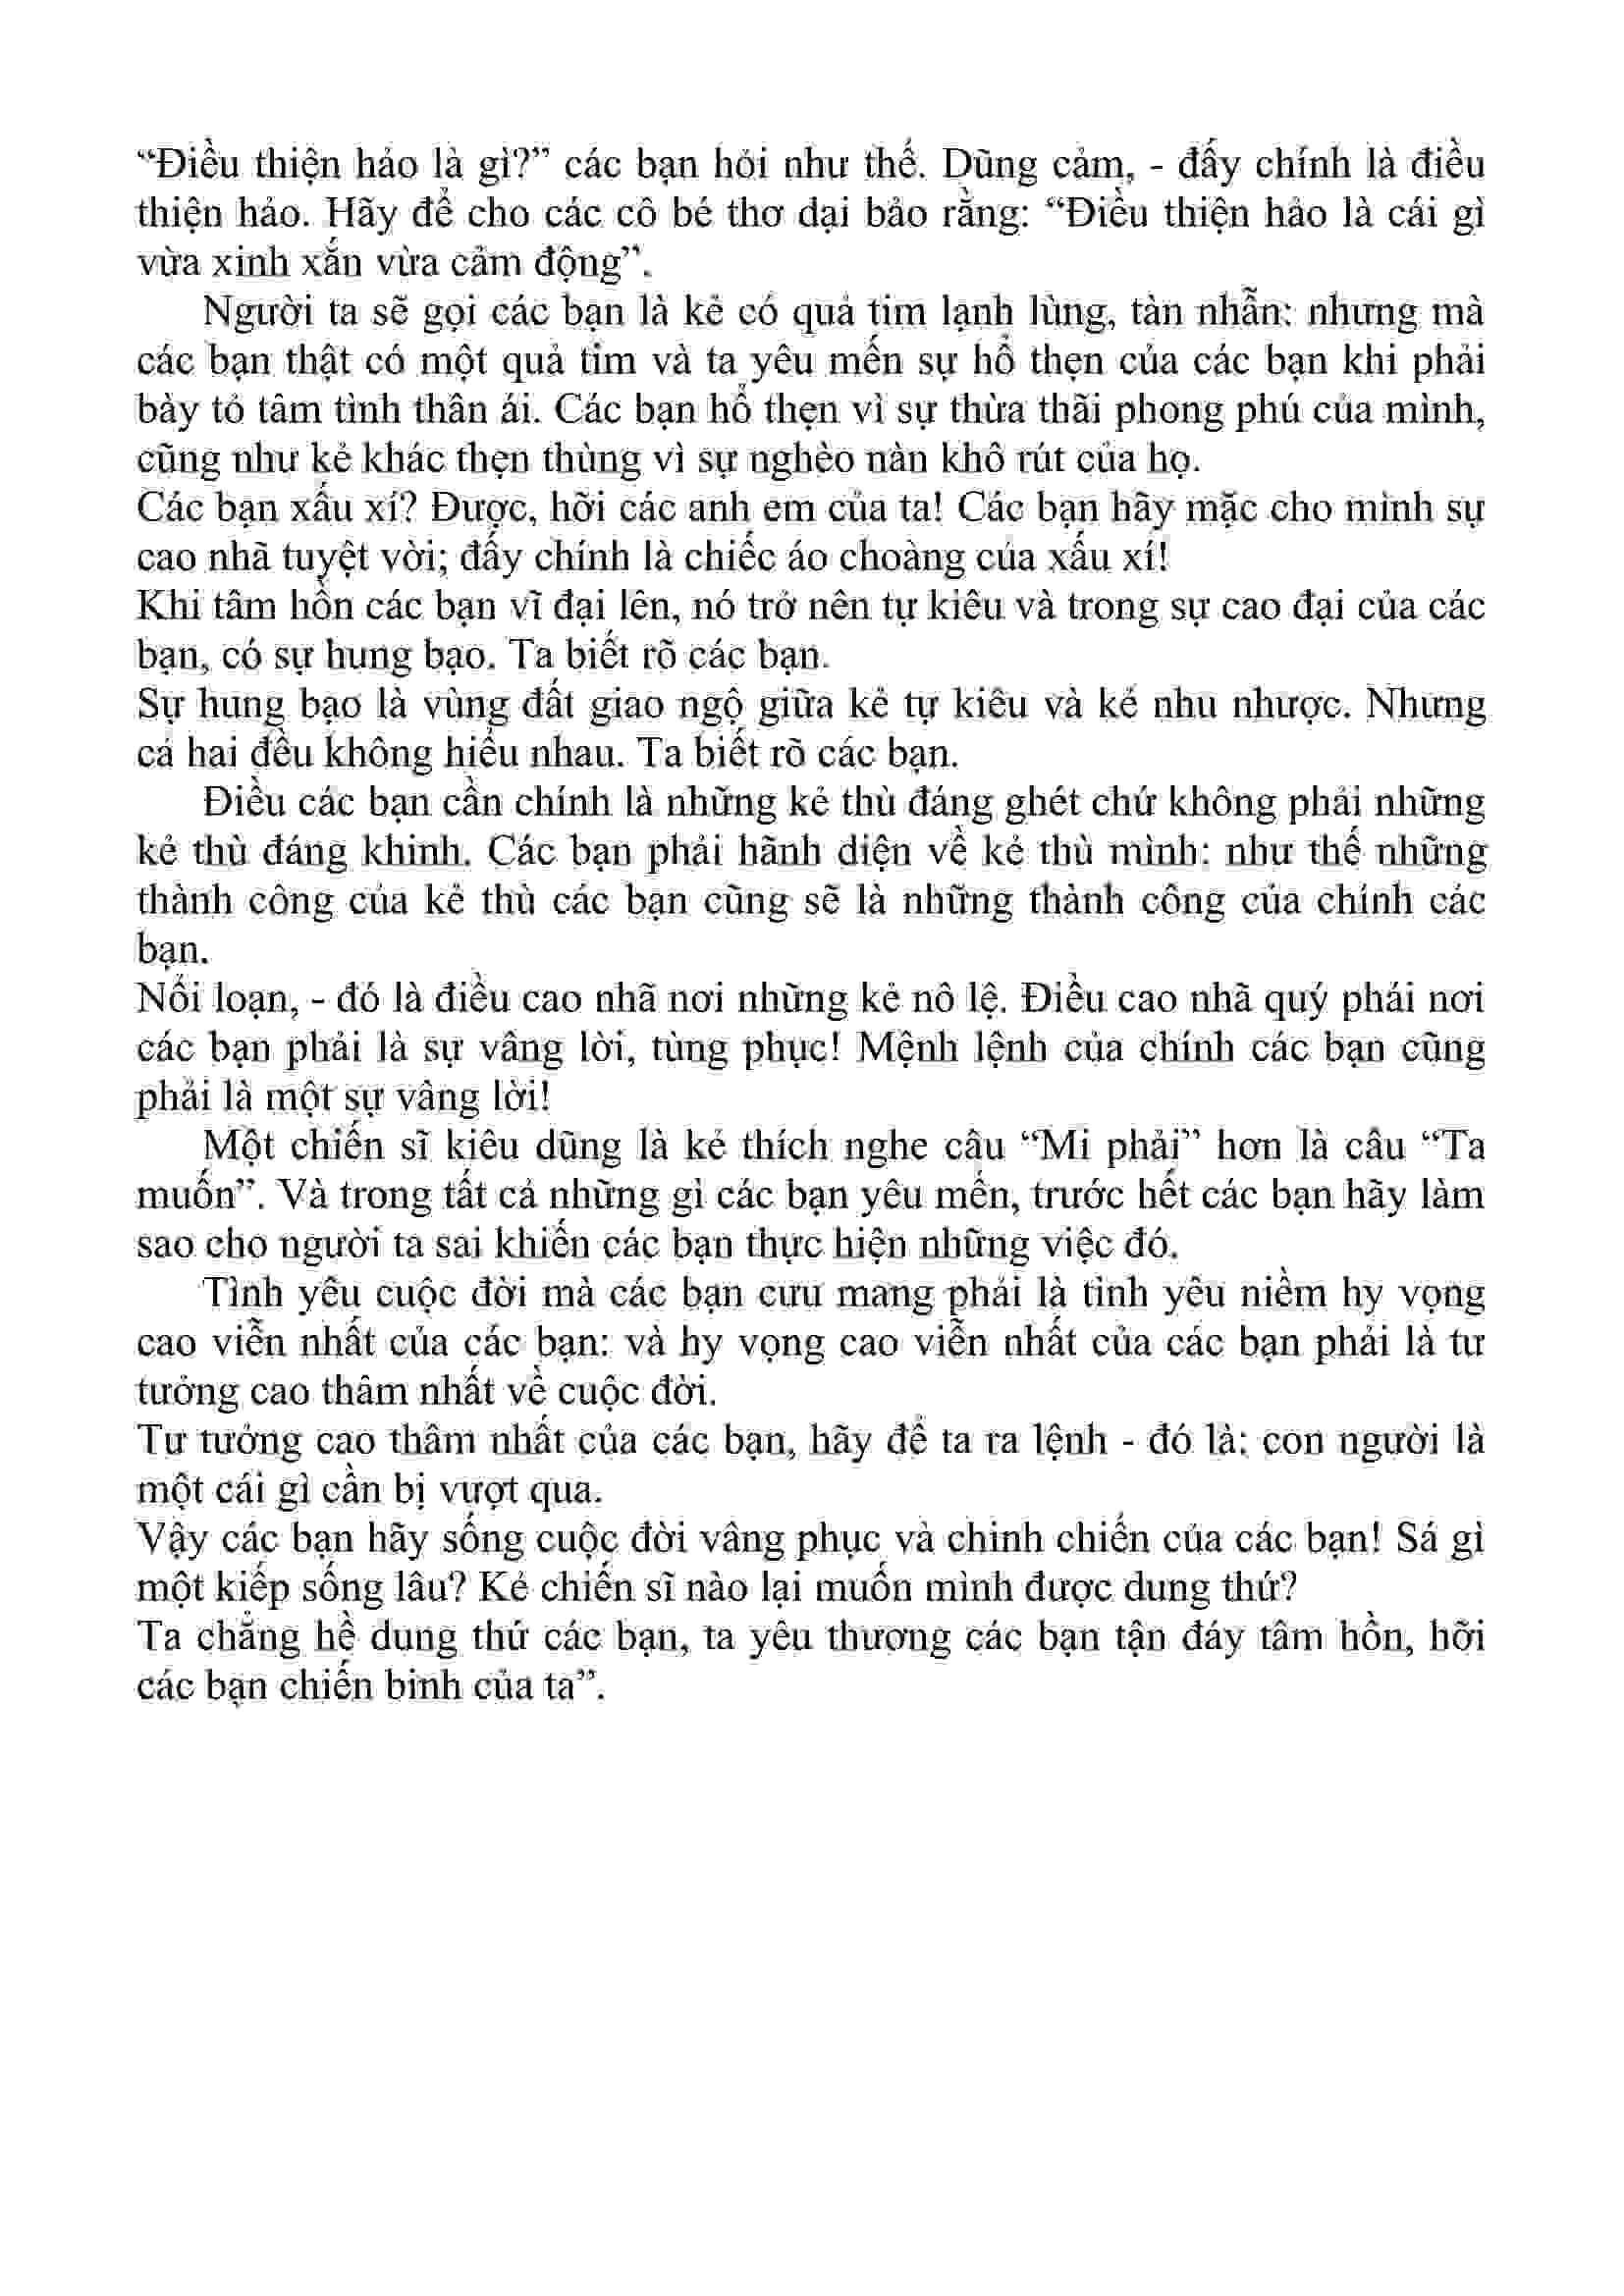 “Điều thiện hảo là gì?” các bạn hỏi như thế. Dũng cảm, - đấy chính là điều
thiện hảo. Hãy để cho các cô bé thơ dại bảo rằng: “Điều thiện hảo là cái gì
vừa xinh xắn vừa cảm động”.
Người ta sẽ gọi các bạn là kẻ có quả tim lạnh lùng, tàn nhẫn: nhưng mà
các bạn thật có một quả tim và ta yêu mến sự hổ thẹn của các bạn khi phải
bày tỏ tâm tình thân ái. Các bạn hổ thẹn vì sự thừa thãi phong phú của mình,
cũng như kẻ khác thẹn thùng vì sự nghèo nàn khô rút của họ.
Các bạn xấu xí? Được, hỡi các anh em của ta! Các bạn hãy mặc cho mình sự
cao nhã tuyệt vời; đấy chính là chiếc áo choàng của xấu xí!
Khi tâm hồn các bạn vĩ đại lên, nó trở nên tự kiêu và trong sự cao đại của các
bạn, có sự hung bạo. Ta biết rõ các bạn.
Sự hung bạo là vùng đất giao ngộ giữa kẻ tự kiêu và kẻ nhu nhược. Nhưng
cả hai đều không hiểu nhau. Ta biết rõ các bạn.
Điều các bạn cần chính là những kẻ thù đáng ghét chứ không phải những
kẻ thù đáng khinh. Các bạn phải hãnh diện về kẻ thù mình: như thế những
thành công của kẻ thù các bạn cũng sẽ là những thành công của chính các
bạn.
Nổi loạn, - đó là điều cao nhã nơi những kẻ nô lệ. Điều cao nhã quý phái nơi
các bạn phải là sự vâng lời, tùng phục! Mệnh lệnh của chính các bạn cũng
phải là một sự vâng lời!
Một chiến sĩ kiêu dũng là kẻ thích nghe câu “Mi phải” hơn là câu “Ta
muốn”. Và trong tất cả những gì các bạn yêu mến, trước hết các bạn hãy làm
sao cho người ta sai khiến các bạn thực hiện những việc đó.
Tình yêu cuộc đời mà các bạn cưu mang phải là tình yêu niềm hy vọng
cao viễn nhất của các bạn: và hy vọng cao viễn nhất của các bạn phải là tư
tưởng cao thâm nhất về cuộc đời.
Tư tưởng cao thâm nhất của các bạn, hãy để ta ra lệnh - đó là: con người là
một cái gì cần bị vượt qua.
Vậy các bạn hãy sống cuộc đời vâng phục và chinh chiến của các bạn! Sá gì
một kiếp sống lâu? Kẻ chiến sĩ nào lại muốn mình được dung thứ?
Ta chẳng hề dung thứ các bạn, ta yêu thương các bạn tận đáy tâm hồn, hỡi
các bạn chiến binh của ta”.